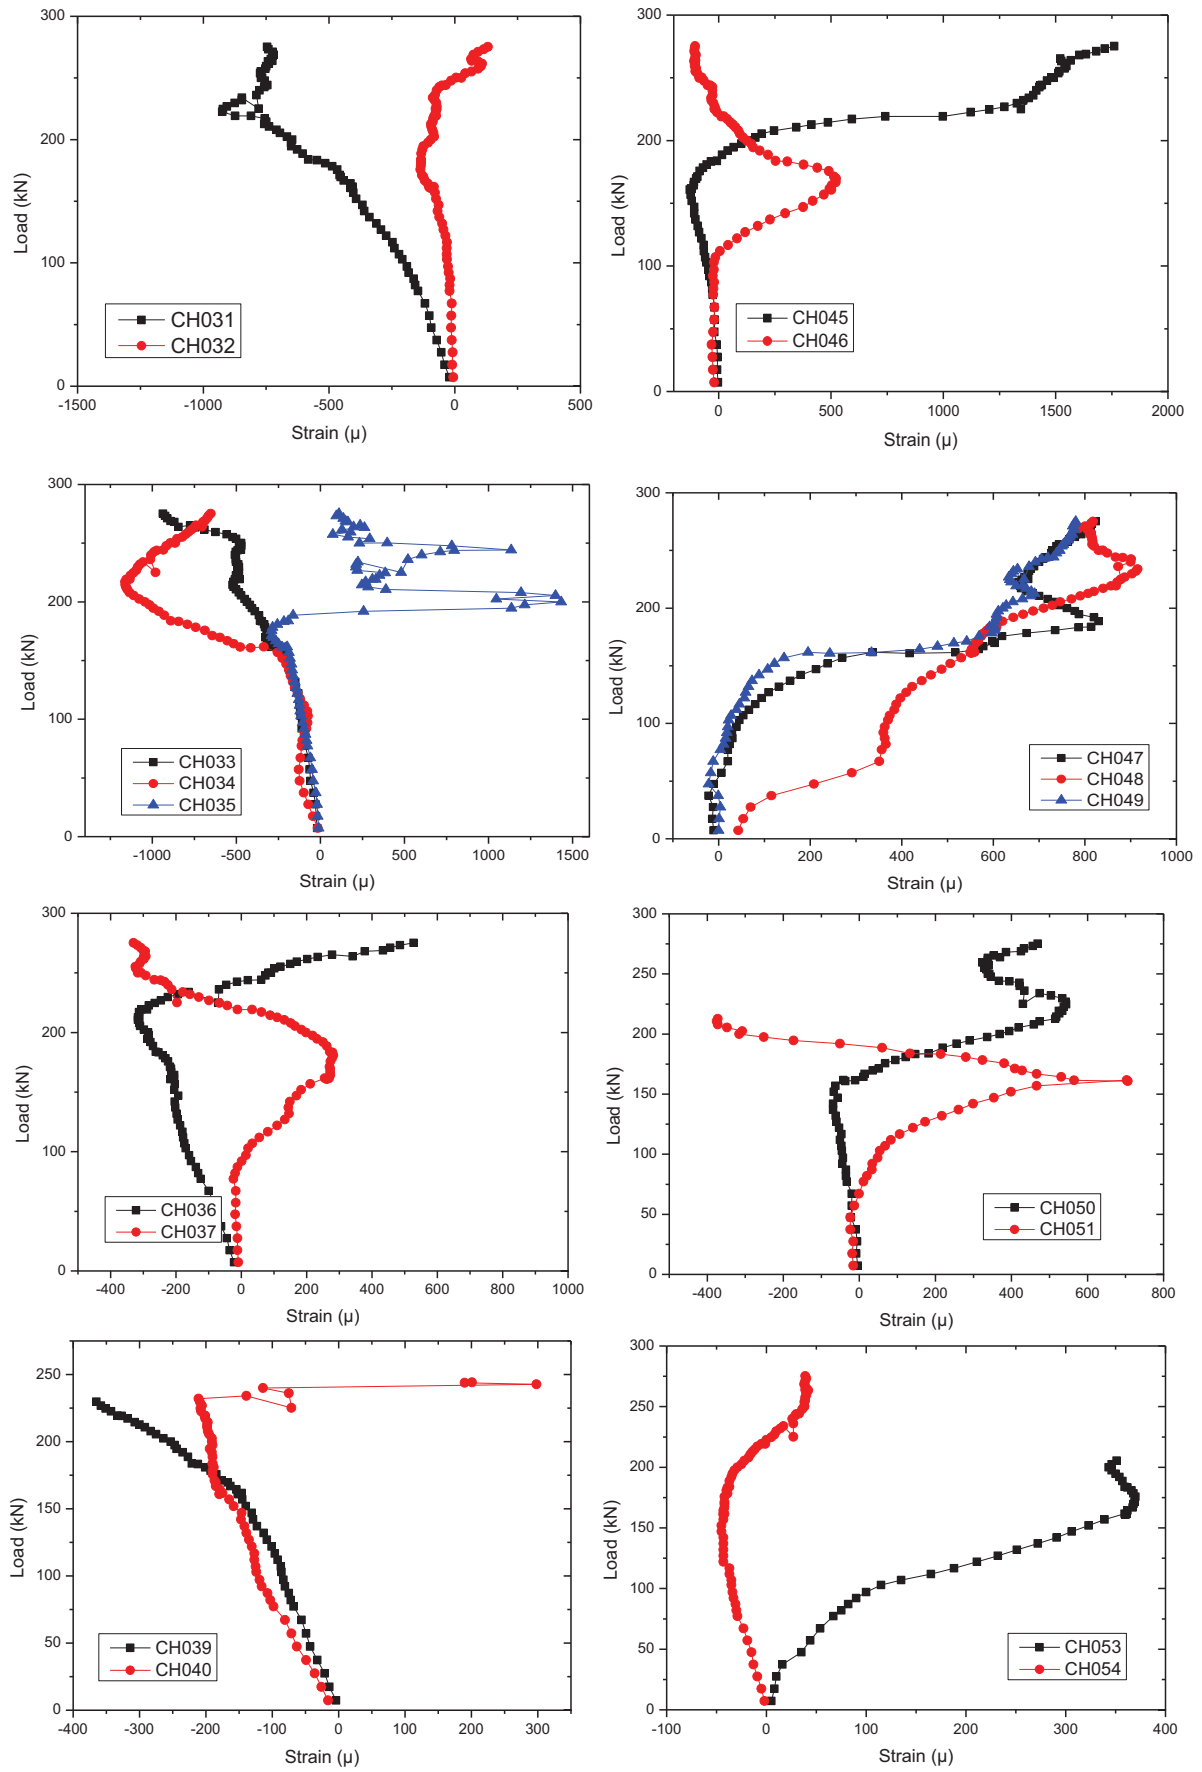 300
200
100
0
-1500
-1000
-500
0
500
Load (kN)
Strain (µ)
CH031
CH032
300
200
100
0
0
500
1000
1500
2000
Load (kN)
Strain (µ)
CH045
CH046
300
200
100
0
-1000
-500
0
500
1000
1500
Load (kN)
Strain (µ)
CH033
CH034
CH035
300
200
100
0
0
200
400
600
800
1000
Load (kN)
Strain (µ)
CH047
CH048
CH049
300
200
100
0
-400
-200
0
200
400
600
800
1000
Load (kN)
Strain (µ)
CH036
CH037
300
250
200
150
100
50
0
-400
-200
0
200
400
600
800
Load (kN)
Strain (µ)
CH050
CH051
250
200
150
100
50
0
-400
-300
-200
-100
0
100
200
300
Load (kN)
Strain (µ)
CH039
CH040
300
250
200
150
100
50
0
-100
0
100
200
300
400
Load (kN)
Strain (µ)
CH053
CH054